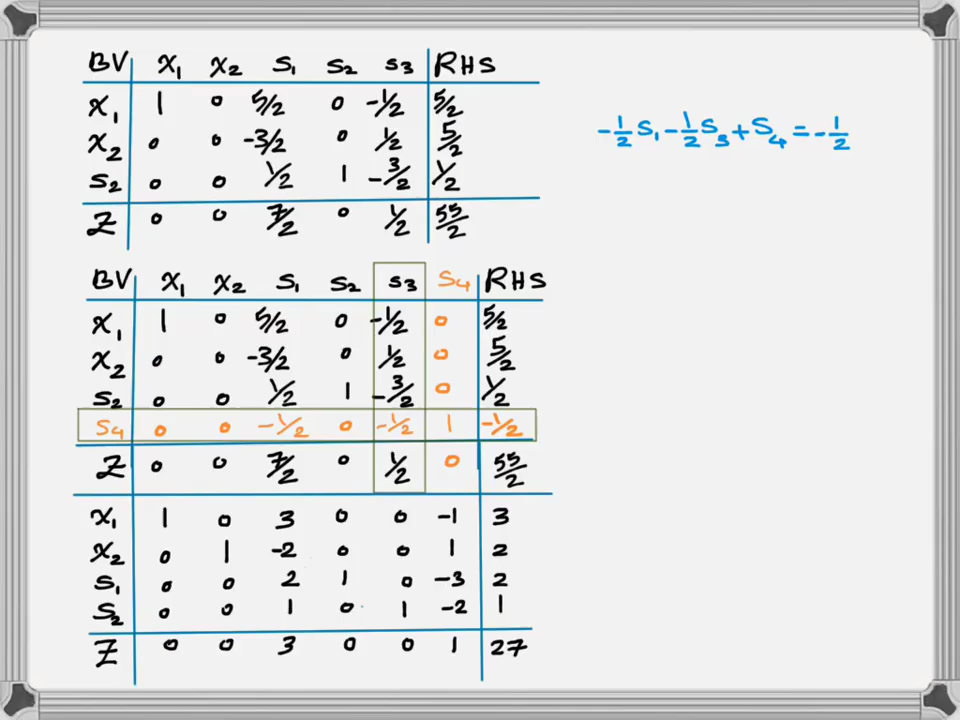 BV x₁ x₂ s₁ s₂ s₃ RHS
x₁ 1 0 5/2 0 -1/2 5/2
x₂ 0 0 -3/2 0 1/2 5/2
s₂ 0 0 1/2 1 -3/2 1/2
Z 0 0 7/2 0 1/2 55/2
-1/2 s₁ - 1/2 s₃ + s₄ = -1/2
BV x₁ x₂ s₁ s₂ s₃ s₄ RHS
x₁ 1 0 5/2 0 -1/2 0 5/2
x₂ 0 0 -3/2 0 1/2 0 5/2
s₂ 0 0 1/2 1 -3/2 0 1/2
s₄ 0 0 -1/2 0 -1/2 1 -1/2
Z 0 0 7/2 0 1/2 0 55/2
x₁ 1 0 3 0 0 -1 3
x₂ 0 1 -2 0 0 1 2
s₁ 0 0 2 1 0 -3 2
s₂ 0 0 1 0 1 -2 1
Z 0 0 3 0 0 1 27